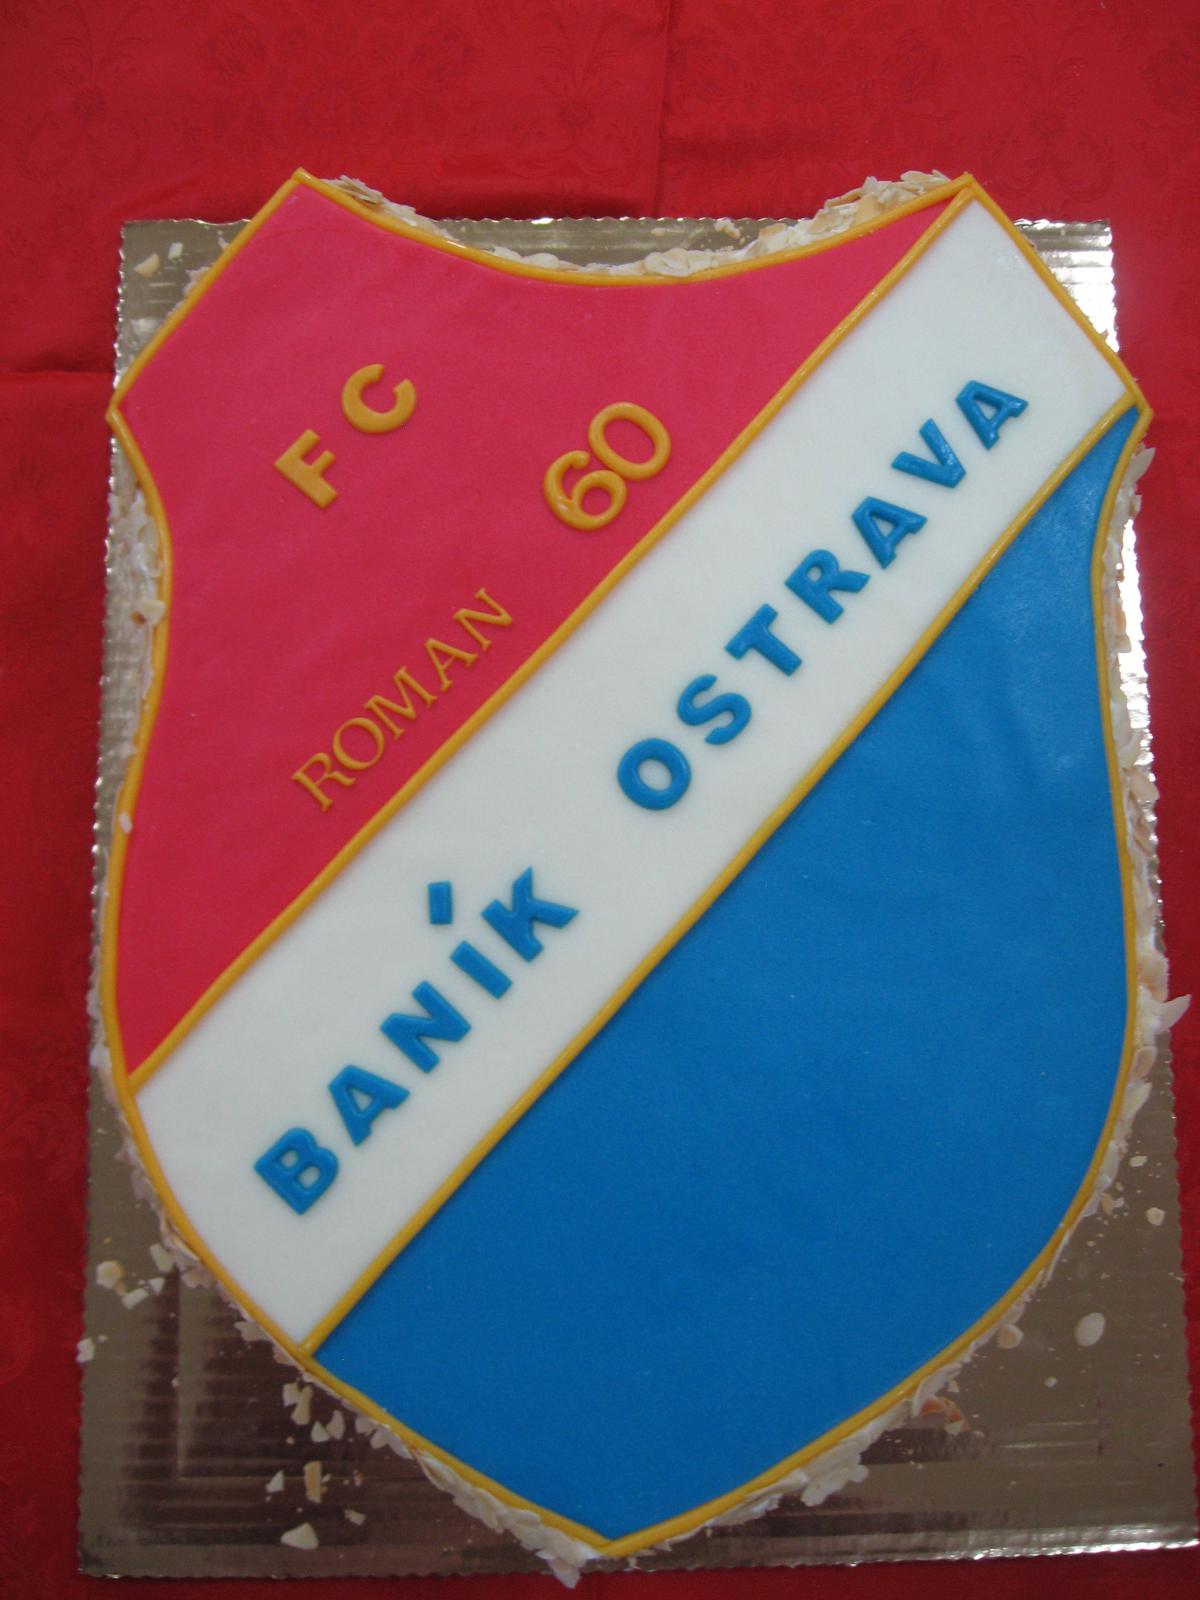 FC
60
ROMAN
BANÍK OSTRAVA